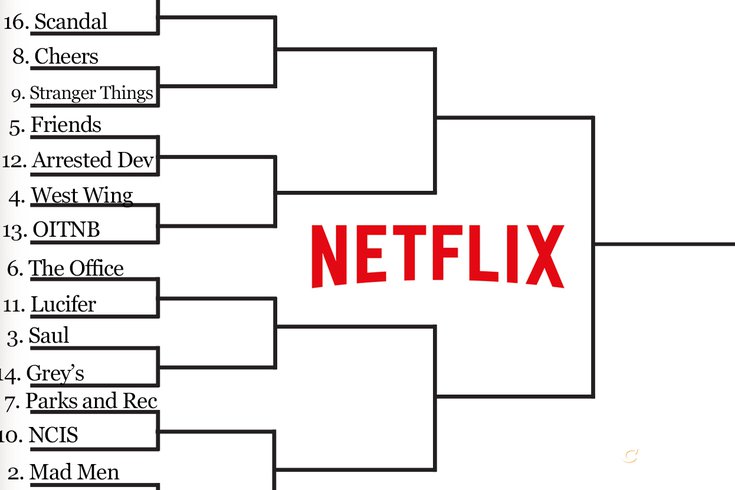 16. Scandal
8. Cheers
9. Stranger Things
5. Friends
12. Arrested Dev
4. West Wing
13. OITNB
6. The Office
11. Lucifer
3. Saul
14. Grey's
7. Parks and Rec
10. NCIS
2. Mad Men
NETFLIX